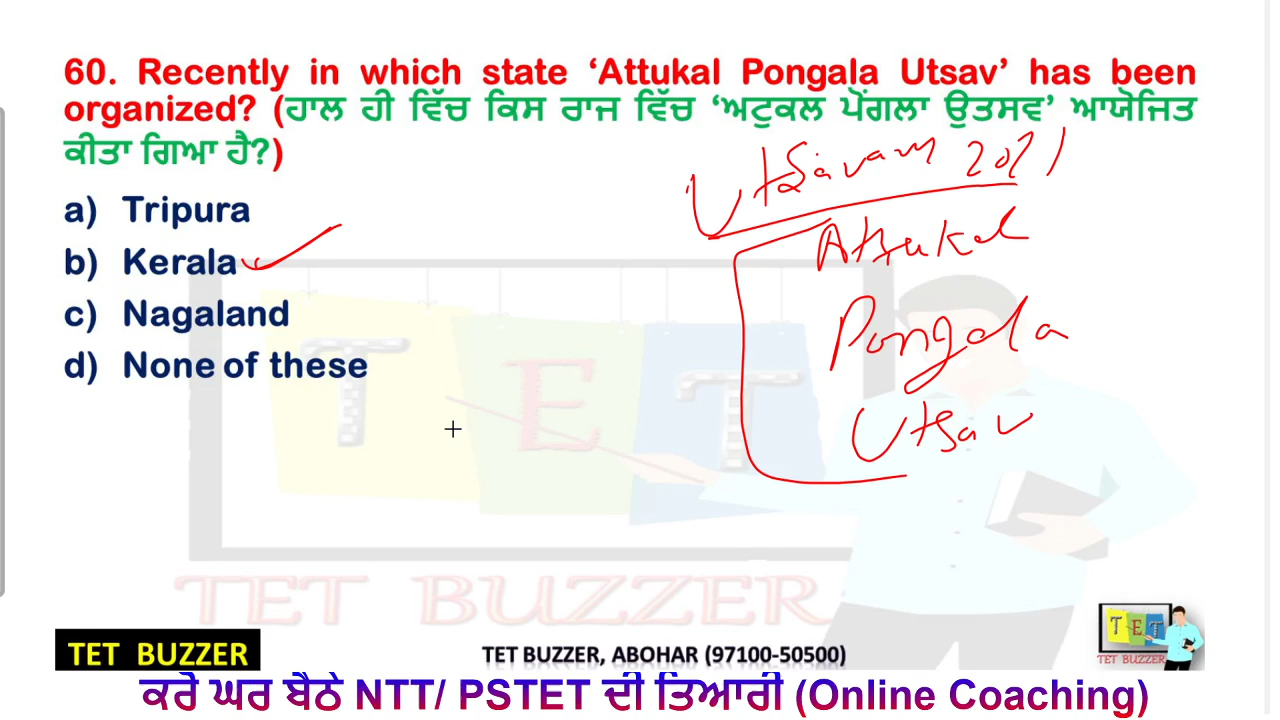 60. Recently in which state ‘Attukal Pongala Utsav’ has been
organized? (ਹਾਲ ਹੀ ਵਿੱਚ ਕਿਸ ਰਾਜ ਵਿੱਚ ‘ਅਟੁਕਲ ਪੋਂਗਲਾ ਉਤਸਵ’ ਆਯੋਜਿਤ
ਕੀਤਾ ਗਿਆ ਹੈ?)
Utsavam 2021
a) Tripura
b) Kerala
c) Nagaland
d) None of these
Attukal
Pongala
Utsav
TET
TET BUZZER
TET BUZZER
TET BUZZER, ABOHAR (97100-50500)
TET
TET BUZZER
ਕਰੋ ਘਰ ਬੈਠੇ NTT/ PSTET ਦੀ ਤਿਆਰੀ (Online Coaching)